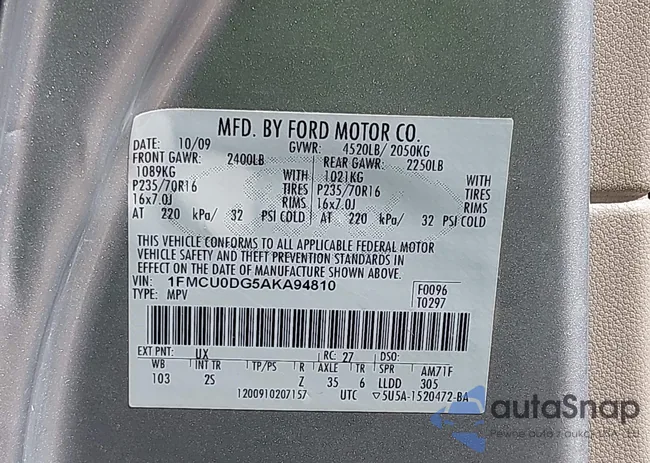 MFD. BY FORD MOTOR CO.
DATE: 10/09 GVWR: 4520LB/ 2050KG
FRONT GAWR: 2400LB REAR GAWR: 2250LB
1089KG WITH 1021KG WITH
P235/70R16 TIRES P235/70R16 TIRES
16x7.0J RIMS 16x7.0J RIMS
AT 220 kPa/ 32 PSI COLD AT 220 kPa/ 32 PSI COLD
THIS VEHICLE CONFORMS TO ALL APPLICABLE FEDERAL MOTOR
VEHICLE SAFETY AND THEFT PREVENTION STANDARDS IN
EFFECT ON THE DATE OF MANUFACTURE SHOWN ABOVE.
VIN: 1FMCU0DG5AKA94810 F0096
TYPE: MPV T0297
EXT PNT: UX RC: 27 DSO:
WB INT TR TP/PS R AXLE TR SPR AM71F
103 2S Z 35 6 LLDD 305
1200910207157 UTC ▽5U5A-1520472-BA
autoSnap
Pewne auta z aukcji USA